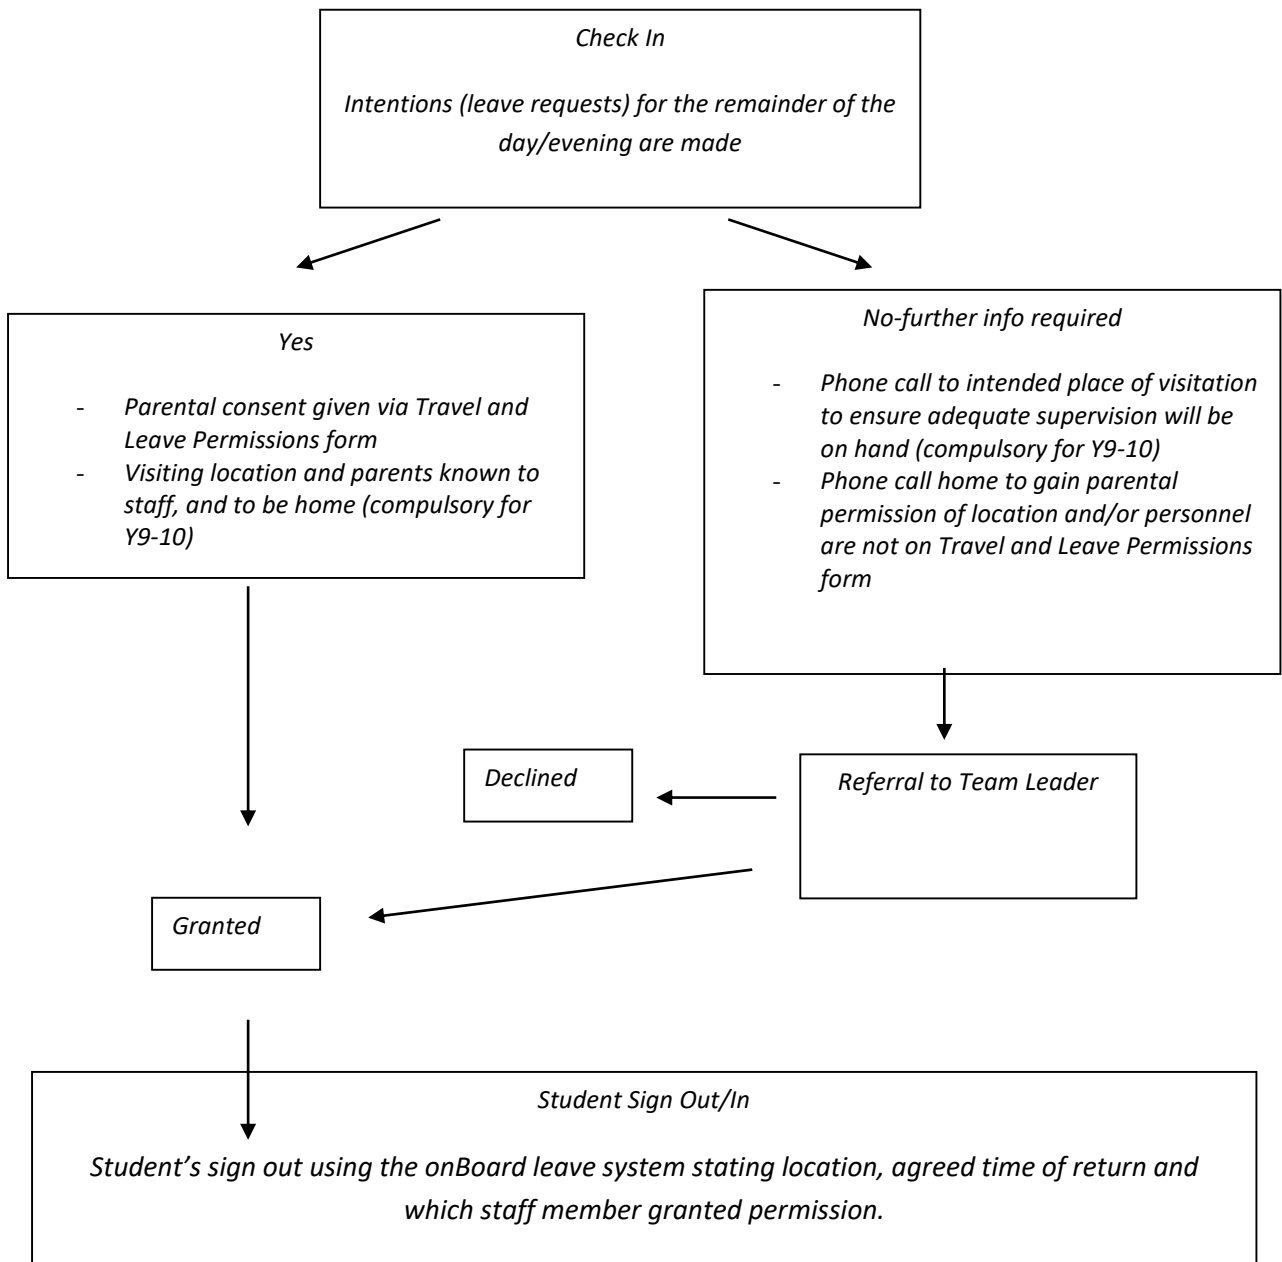 Check In
Intentions (leave requests) for the remainder of the
day/evening are made
Yes
- Parental consent given via Travel and
Leave Permissions form
- Visiting location and parents known to
staff, and to be home (compulsory for
Y9-10)
No-further info required
- Phone call to intended place of visitation
to ensure adequate supervision will be
on hand (compulsory for Y9-10)
- Phone call home to gain parental
permission of location and/or personnel
are not on Travel and Leave Permissions
form
Declined
Referral to Team Leader
Granted
Student Sign Out/In
Student’s sign out using the onBoard leave system stating location, agreed time of return and
which staff member granted permission.